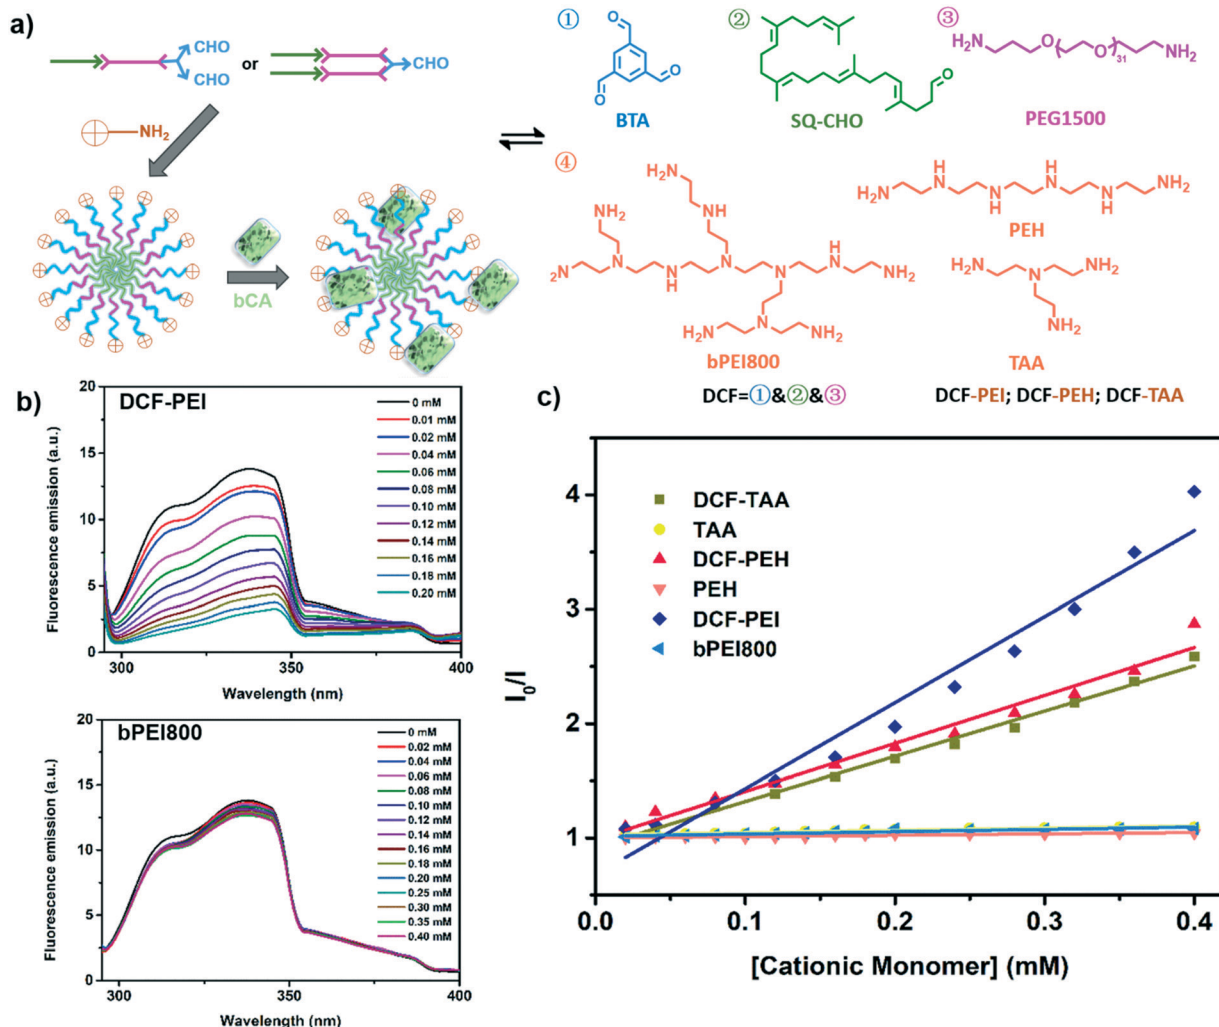 a)
CHO
CHO
or
CHO
NH2
bCA
①
②
③
O
O
O
BTA
O
SQ-CHO
H2N
O
O
31
NH2
PEG1500
④
H2N
NH2
NH
N
N
N
N
H
N
H
N
2
NH2
N
NH2
NH2
bPEI800
H2N
H
N
N
H
H
N
N
H
NH2
PEH
H2N
NH2
N
NH2
TAA
DCF=①&②&③
DCF-PEI; DCF-PEH; DCF-TAA
b)
DCF-PEI
Fluorescence emission (a.u.)
20
15
10
5
0
300
350
400
Wavelength (nm)
0 mM
0.01 mM
0.02 mM
0.04 mM
0.06 mM
0.08 mM
0.10 mM
0.12 mM
0.14 mM
0.16 mM
0.18 mM
0.20 mM
bPEI800
Fluorescence emission (a.u.)
20
15
10
5
0
300
350
400
Wavelength (nm)
0 mM
0.02 mM
0.04 mM
0.06 mM
0.08 mM
0.10 mM
0.12 mM
0.14 mM
0.16 mM
0.18 mM
0.20 mM
0.25 mM
0.30 mM
0.35 mM
0.40 mM
c)
I0/I
4
3
2
1
DCF-TAA
TAA
DCF-PEH
PEH
DCF-PEI
bPEI800
0.0
0.1
0.2
0.3
0.4
[Cationic Monomer] (mM)